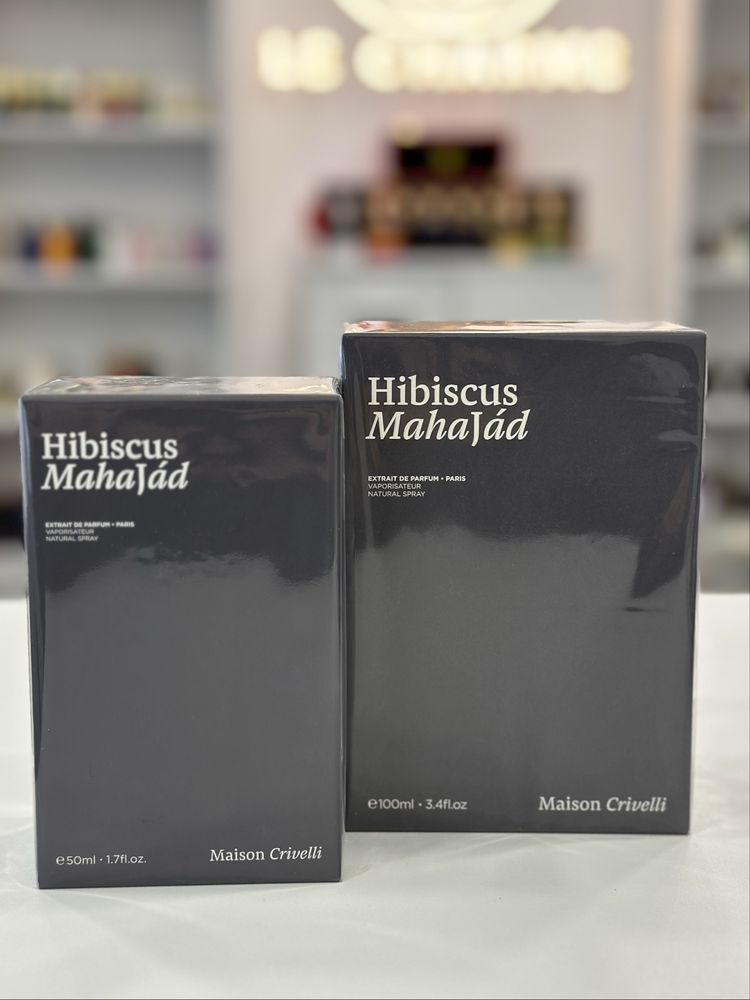 Hibiscus
MahaJád
EXTRAIT DE PARFUM • PARIS
VAPORISATEUR
NATURAL SPRAY
e 50ml • 1.7fl.oz.
Maison Crivelli
Hibiscus
MahaJád
EXTRAIT DE PARFUM • PARIS
VAPORISATEUR
NATURAL SPRAY
e100ml • 3.4fl.oz
Maison Crivelli